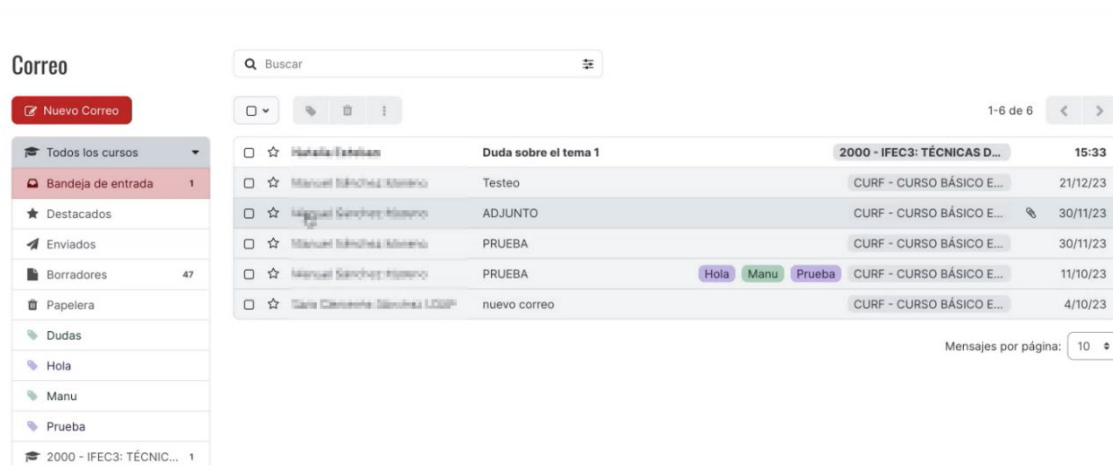 Correo
Buscar
Nuevo Correo
1-6 de 6
Todos los cursos
Bandeja de entrada 1
Destacados
Enviados
Borradores 47
Papelera
Dudas
Hola
Manu
Prueba
2000 - IFEC3: TÉCNIC... 1
Duda sobre el tema 1 2000 - IFEC3: TÉCNICAS D... 15:33
Testeo CURF - CURSO BÁSICO E... 21/12/23
ADJUNTO CURF - CURSO BÁSICO E... 30/11/23
PRUEBA CURF - CURSO BÁSICO E... 30/11/23
PRUEBA Hola Manu Prueba CURF - CURSO BÁSICO E... 11/10/23
nuevo correo CURF - CURSO BÁSICO E... 4/10/23
Mensajes por página: 10